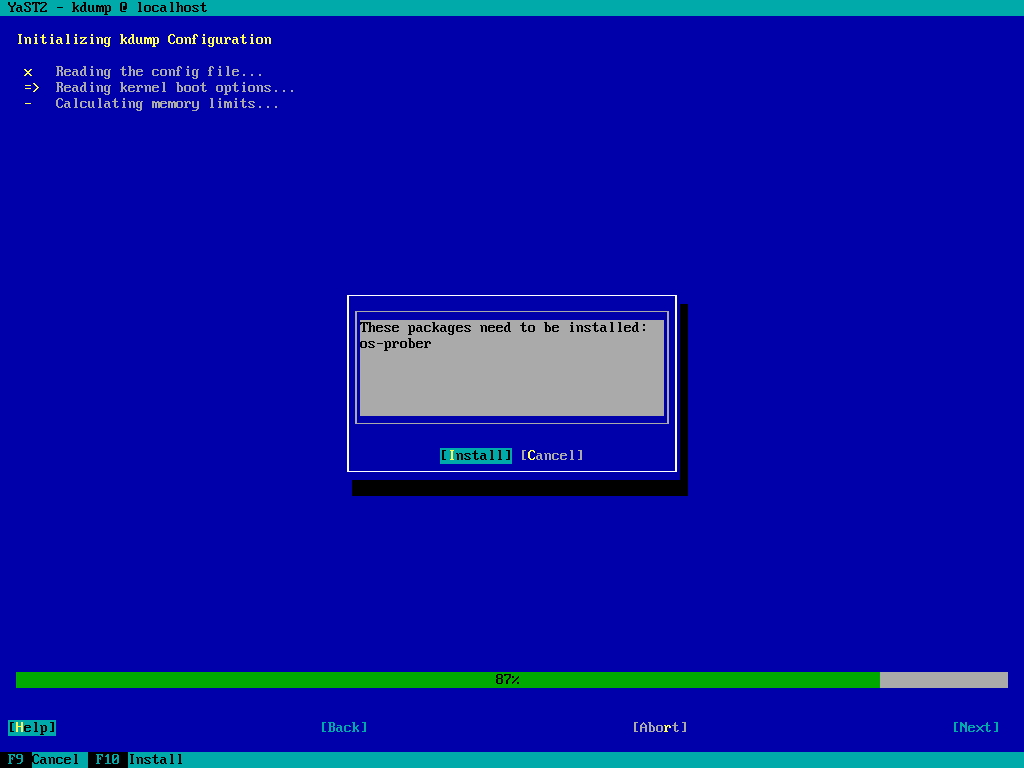 YaST2 - kdump @ localhost
Initializing kdump Configuration
x Reading the config file...
=> Reading kernel boot options...
- Calculating memory limits...
These packages need to be installed:
os-prober
[Install] [Cancel]
87%
[Help] [Back] [Abort] [Next]
F9 Cancel F10 Install